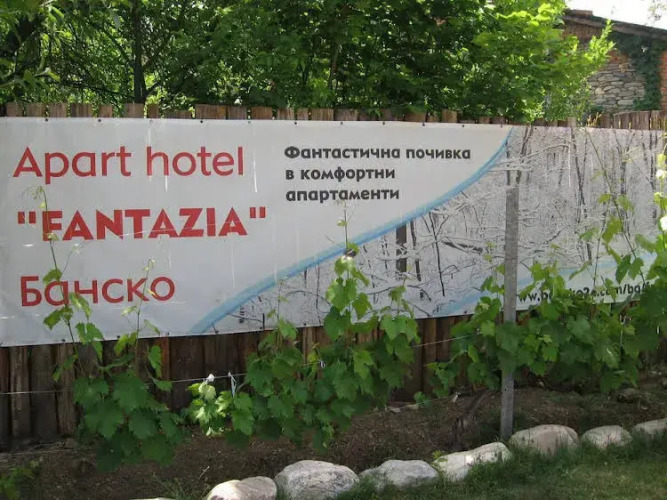 Apart hotel
"FANTAZIA"
Банско
Фантастична почивка
в комфортни
апартаменти